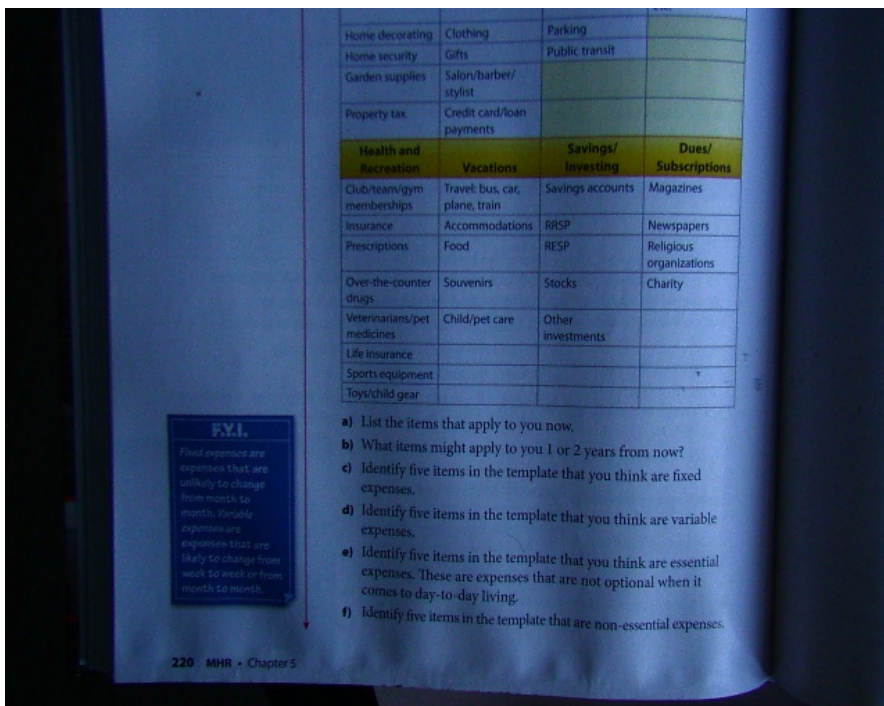 Home decorating Clothing Parking
Home security Gifts Public transit
Garden supplies Salon/barber/
stylist
Property tax Credit card/loan
payments
Health and Savings/ Dues/
Recreation Vacations Investing Subscriptions
Club/team/gym Travel: bus, car, Savings accounts Magazines
memberships plane, train
Insurance Accommodations RRSP Newspapers
Prescriptions Food RESP Religious
organizations
Over-the-counter Souvenirs Stocks Charity
drugs
Veterinarians/pet Child/pet care Other
medicines investments
Life insurance
Sports equipment
Toys/child gear
a) List the items that apply to you now.
b) What items might apply to you 1 or 2 years from now?
c) Identify five items in the template that you think are fixed
expenses.
d) Identify five items in the template that you think are variable
expenses.
e) Identify five items in the template that you think are essential
expenses. These are expenses that are not optional when it
comes to day-to-day living.
f) Identify five items in the template that are non-essential expenses.
F.Y.I.
Fixed expenses are
expenses that are
unlikely to change
from month to
month. Variable
expenses are
expenses that are
likely to change from
week to week or from
month to month.
220 MHR • Chapter 5